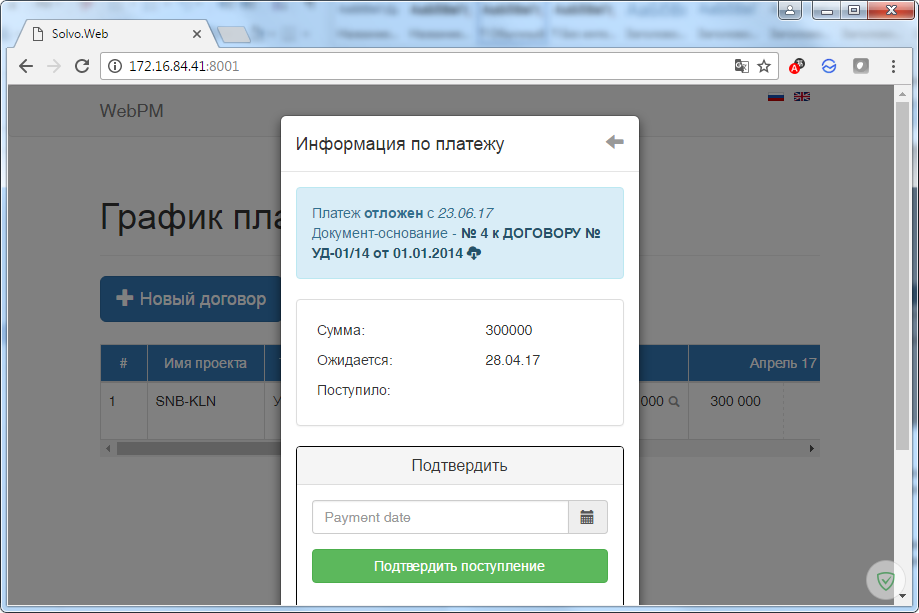 Solvo.Web
172.16.84.41:8001
WebPM
Информация по платежу
Платеж отложен с 23.06.17
Документ-основание - № 4 к ДОГОВОРУ №
УД-01/14 от 01.01.2014
График пла
Сумма: 300000
Ожидается: 28.04.17
Поступило:
Новый договор
# Имя проекта Апрель 17
1 SNB-KLN У 000 300 000
Подтвердить
Payment date
Подтвердить поступление